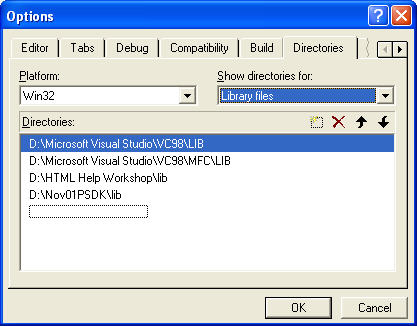 Options
Editor Tabs Debug Compatibility Build Directories
Platform: Show directories for:
Win32 Library files
Directories:
D:\Microsoft Visual Studio\VC98\LIB
D:\Microsoft Visual Studio\VC98\MFC\LIB
D:\HTML Help Workshop\lib
D:\Nov01PSDK\lib
OK Cancel